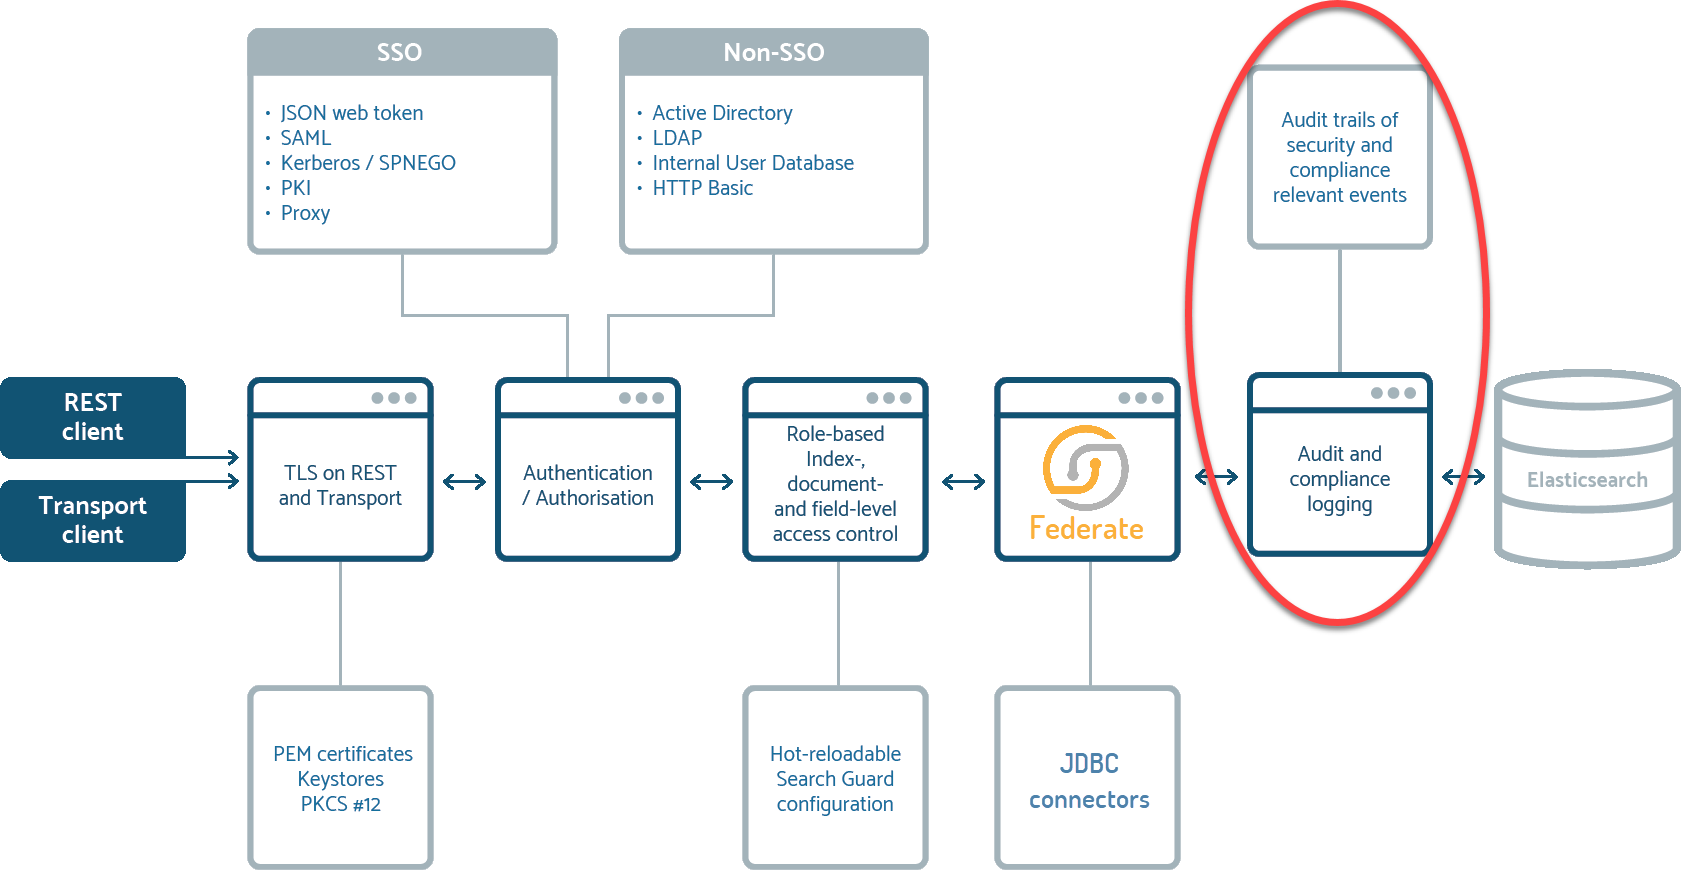 SSO
• JSON web token
• SAML
• Kerberos / SPNEGO
• PKI
• Proxy
Non-SSO
• Active Directory
• LDAP
• Internal User Database
• HTTP Basic
Audit trails of
security and
compliance
relevant events
REST
client
Transport
client
TLS on REST
and Transport
Authentication
/ Authorisation
Role-based
Index-,
document-
and field-level
access control
Federate
Audit and
compliance
logging
Elasticsearch
PEM certificates
Keystores
PKCS #12
Hot-reloadable
Search Guard
configuration
JDBC
connectors